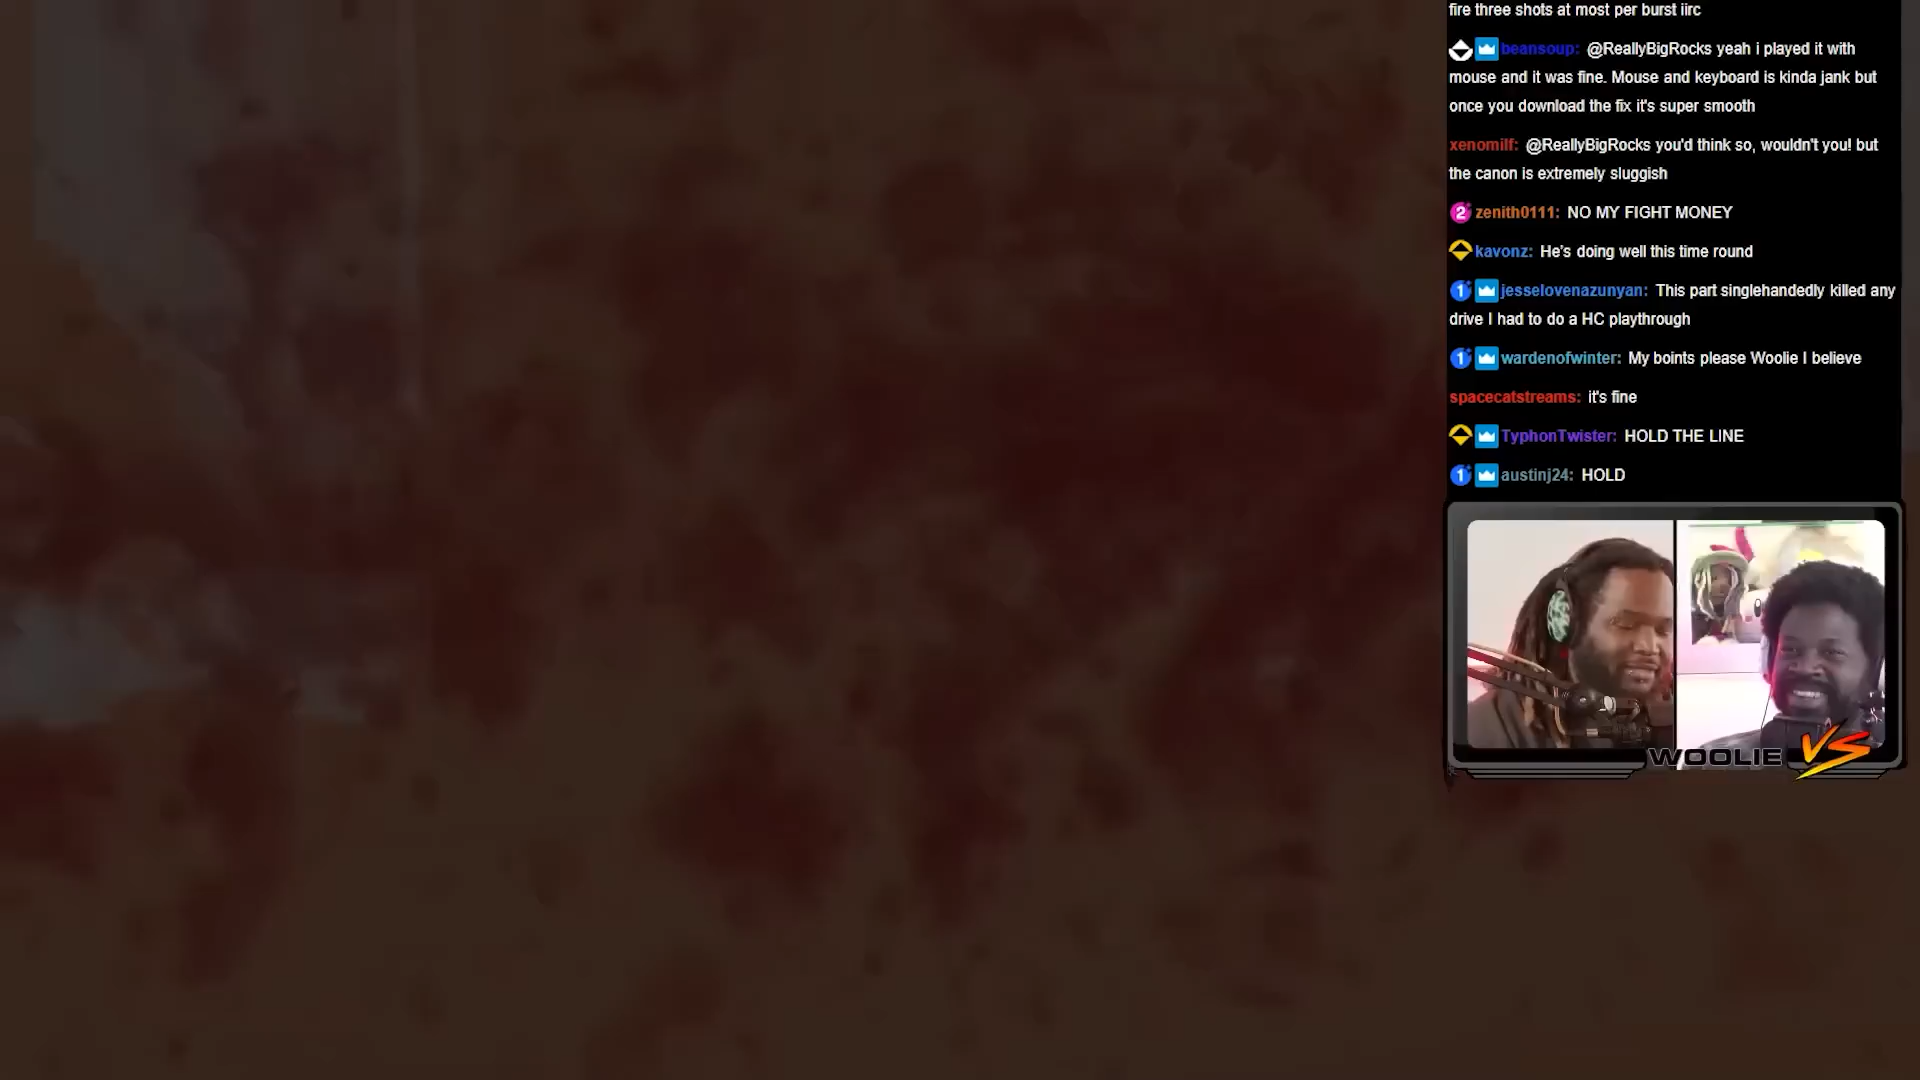 fire three shots at most per burst iirc
beansoup: @ReallyBigRocks yeah i played it with
mouse and it was fine. Mouse and keyboard is kinda jank but
once you download the fix it's super smooth
xenomilf: @ReallyBigRocks you'd think so, wouldn't you! but
the canon is extremely sluggish
2 zenith0111: NO MY FIGHT MONEY
kavonz: He's doing well this time round
1 jesselovenazunyan: This part singlehandedly killed any
drive I had to do a HC playthrough
1 wardenofwinter: My boints please Woolie I believe
spacecatstreams: it's fine
TyphonTwister: HOLD THE LINE
1 austinj24: HOLD
WOOLIE VS